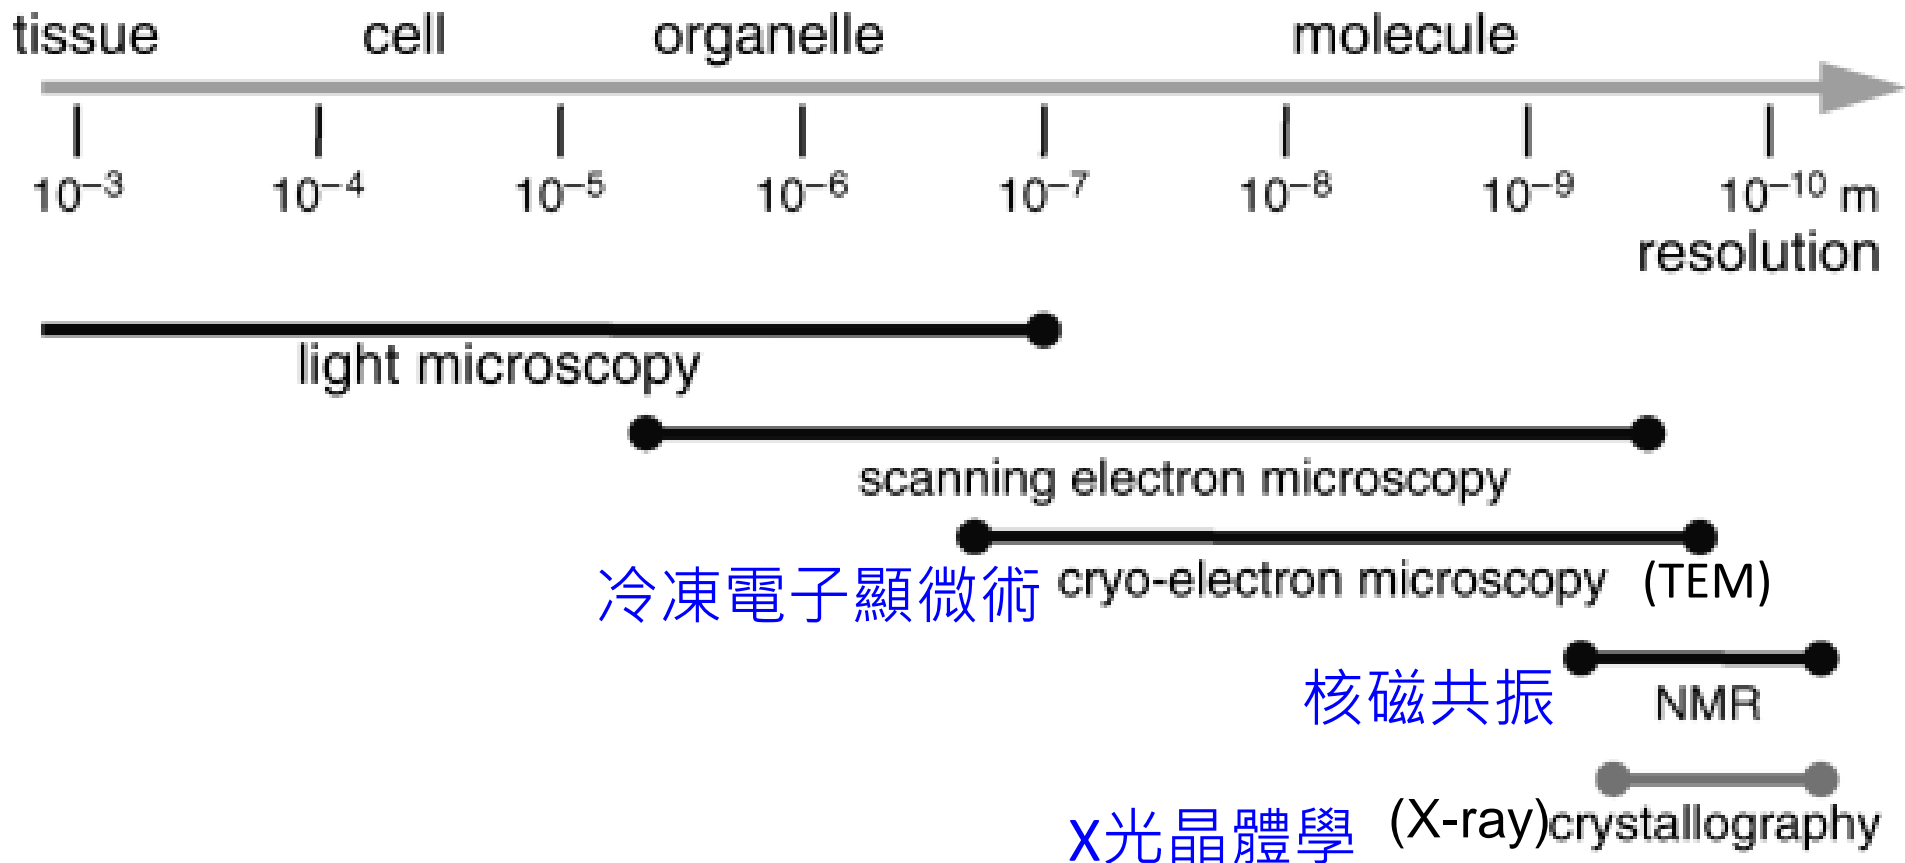 tissue cell organelle molecule
10⁻³ 10⁻⁴ 10⁻⁵ 10⁻⁶ 10⁻⁷ 10⁻⁸ 10⁻⁹ 10⁻¹⁰ m
resolution
light microscopy
scanning electron microscopy
冷凍電子顯微術 cryo-electron microscopy (TEM)
核磁共振 NMR
X光晶體學 (X-ray)crystallography